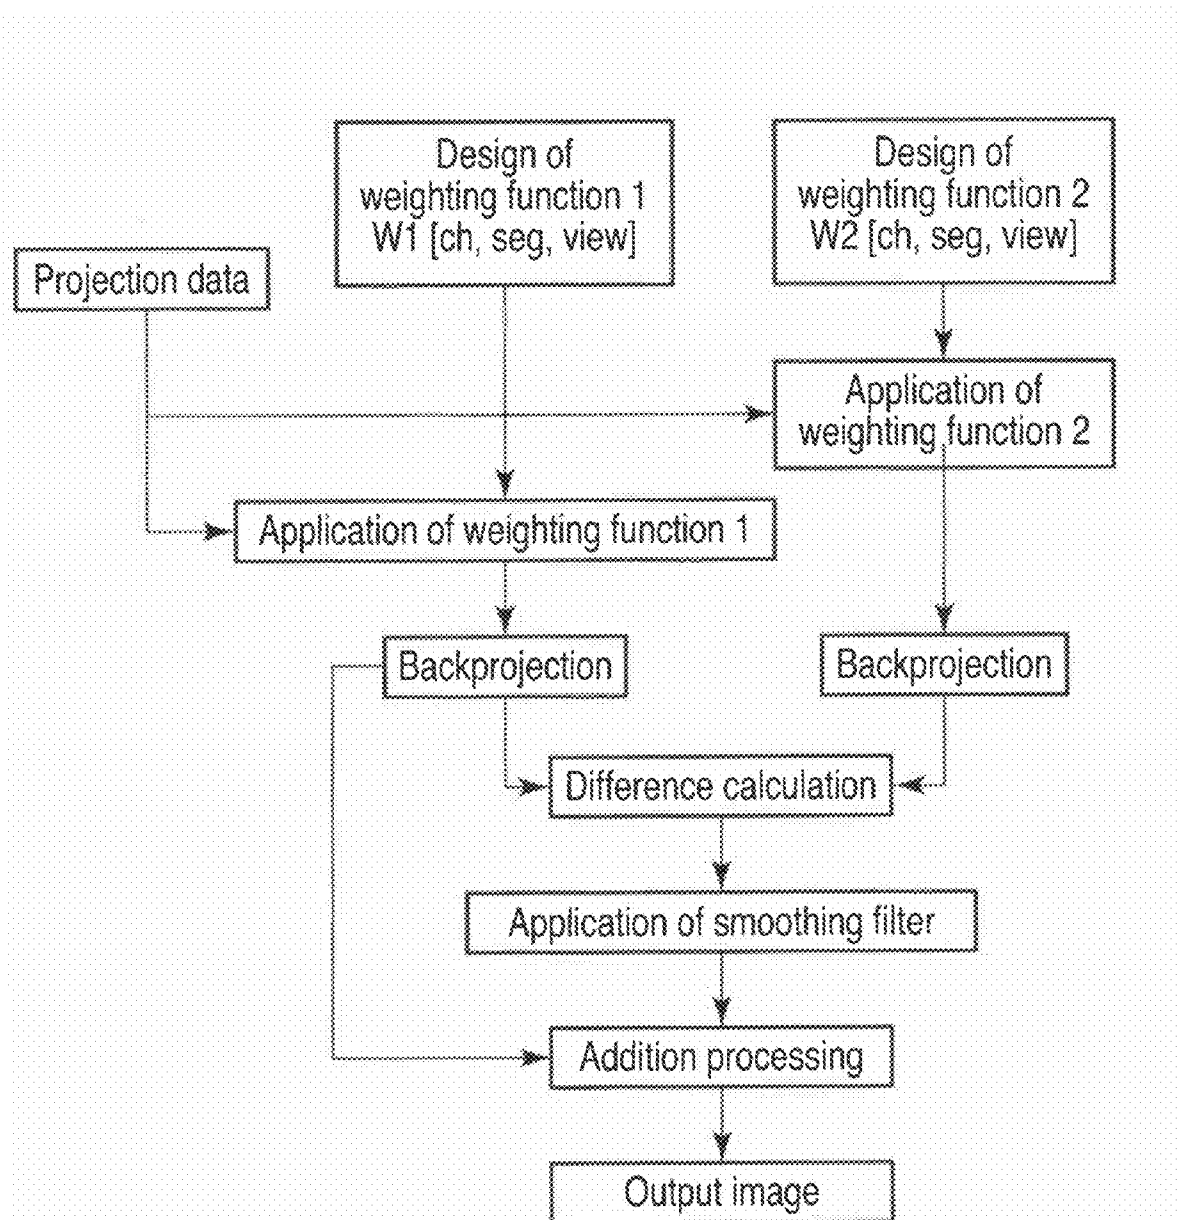 Design of
weighting function 1
W1 [ch, seg, view]
Design of
weighting function 2
W2 [ch, seg, view]
Projection data
Application of
weighting function 2
Application of weighting function 1
Backprojection
Backprojection
Difference calculation
Application of smoothing filter
Addition processing
Output image